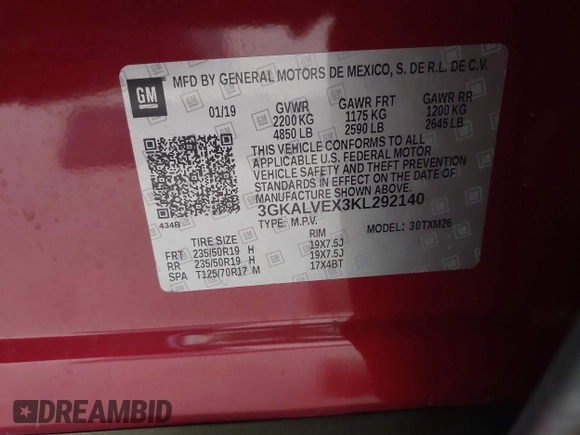 GM
MFD BY GENERAL MOTORS DE MEXICO, S. DE R.L. DE C.V.
01/19 GVWR GAWR FRT GAWR RR
2200 KG 1175 KG 1200 KG
4850 LB 2590 LB 2645 LB
THIS VEHICLE CONFORMS TO ALL
APPLICABLE U.S. FEDERAL MOTOR
VEHICLE SAFETY AND THEFT PREVENTION
STANDARDS IN EFFECT ON THE DATE OF
MANUFACTURE SHOWN ABOVE.
3GKALVEX3KL292140
434B TYPE: M.P.V. MODEL: 30TXM26
TIRE SIZE RIM
FRT 235/50R19 H 19X7.5J
RR 235/50R19 H 19X7.5J
SPA T125/70R17 M 17X4BT
DREAMBID